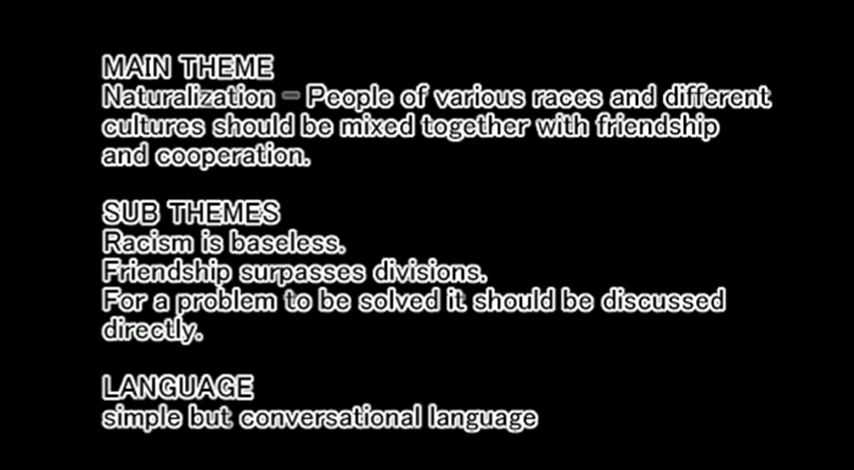 MAIN THEME
Naturalization - People of various races and different
cultures should be mixed together with friendship
and cooperation.
SUB THEMES
Racism is baseless.
Friendship surpasses divisions.
For a problem to be solved it should be discussed
directly.
LANGUAGE
simple but conversational language